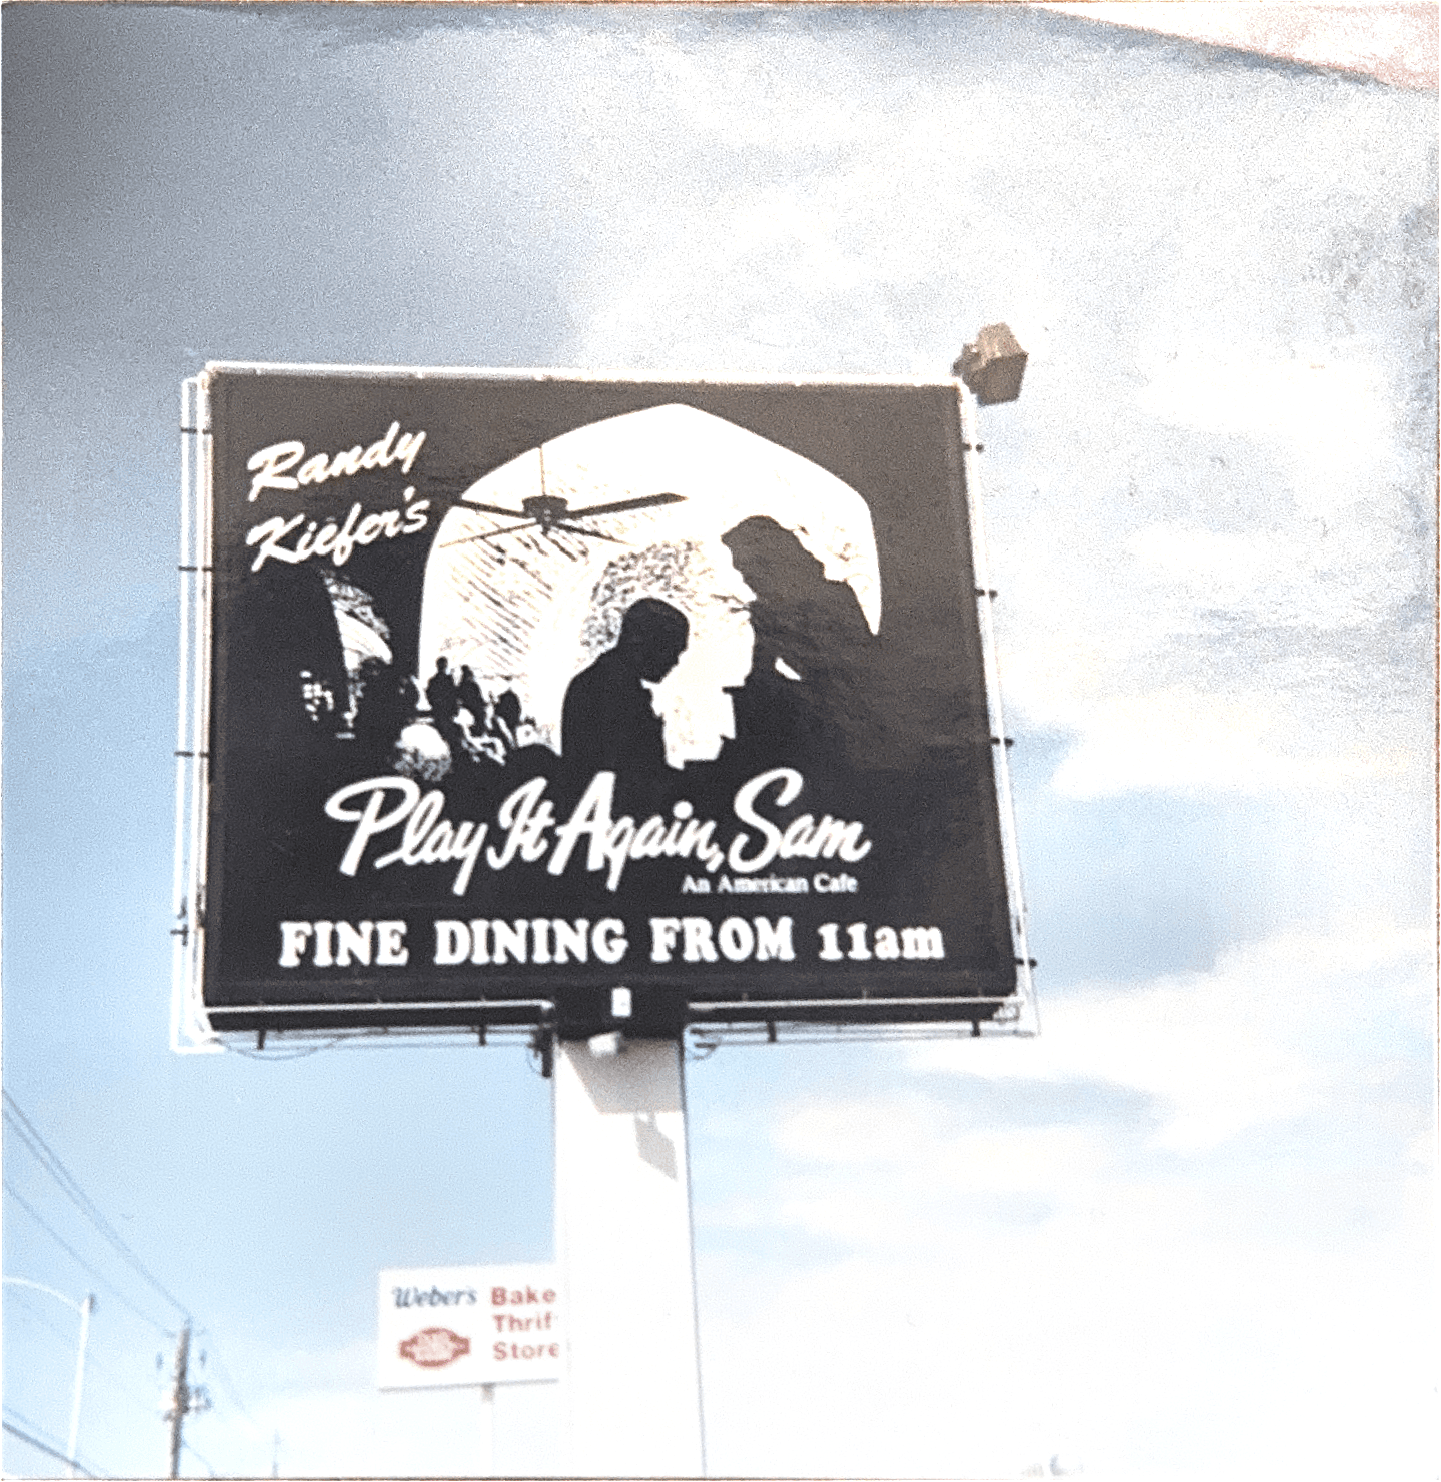 Randy
Kiefer's
Play It Again, Sam
An American Cafe
FINE DINING FROM 11am
Weber's Bake
Thrif
Store